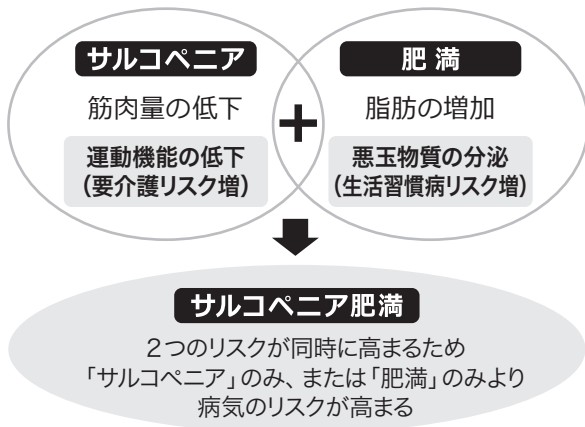 サルコペニア
筋肉量の低下
運動機能の低下
（要介護リスク増）
＋
肥満
脂肪の増加
悪玉物質の分泌
（生活習慣病リスク増）
サルコペニア肥満
２つのリスクが同時に高まるため
「サルコペニア」のみ、または「肥満」のみより
病気のリスクが高まる